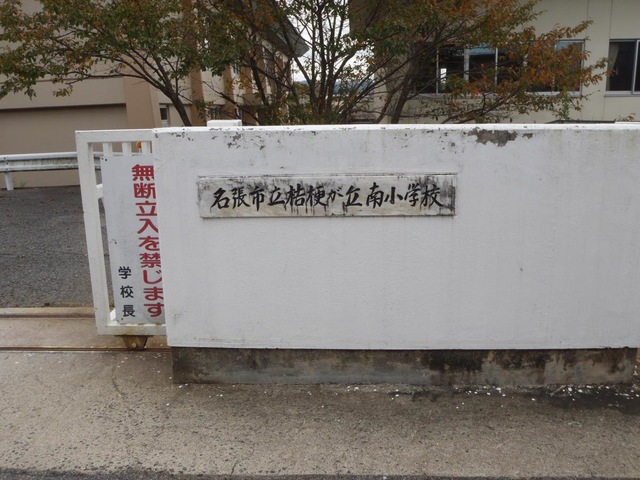 名張市立桔梗が丘南小学校
無断立入を禁じます
学校長